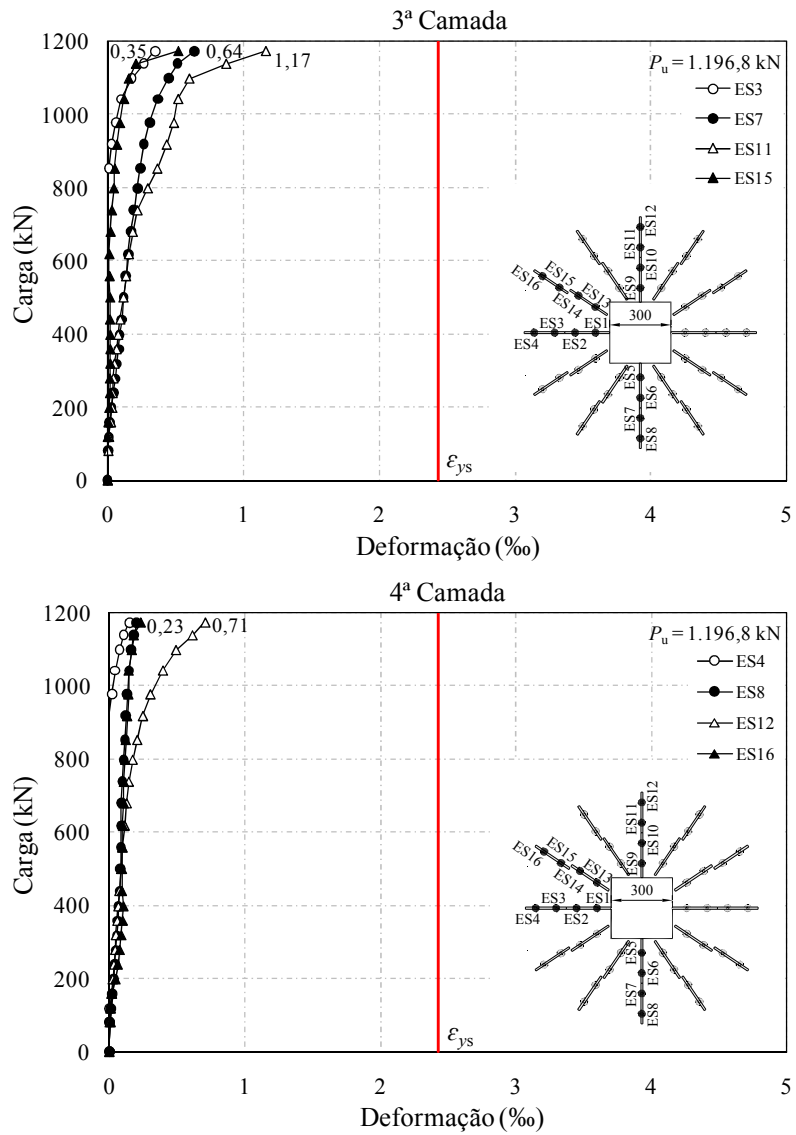 3ª Camada
1200
1000
800
600
400
200
0
Carga (kN)
0,35
0,64
1,17
Pu = 1.196,8 kN
ES3
ES7
ES11
ES15
ES12
ES11
ES10
ES9
ES16
ES15
ES14
ES13
300
ES4
ES3
ES2
ES1
ES5
ES6
ES7
ES8
εys
0 1 2 3 4 5
Deformação (‰)
4ª Camada
1200
1000
800
600
400
200
0
Carga (kN)
0,23
0,71
Pu = 1.196,8 kN
ES4
ES8
ES12
ES16
ES12
ES11
ES10
ES9
ES16
ES15
ES14
ES13
300
ES4
ES3
ES2
ES1
ES5
ES6
ES7
ES8
εys
0 1 2 3 4 5
Deformação (‰)